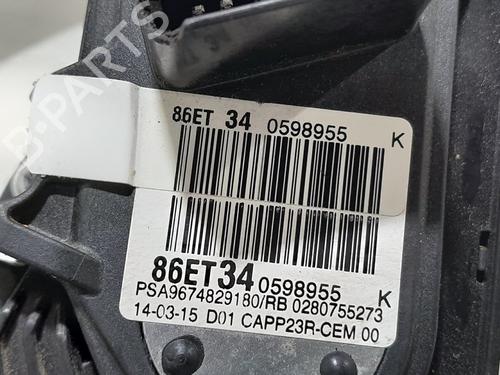 B-PARTS
86ET 34 0598955 K
86ET34 0598955 K
PSA9674829180/RB 0280755273
14-03-15 D01 CAPP23R-CEM 00